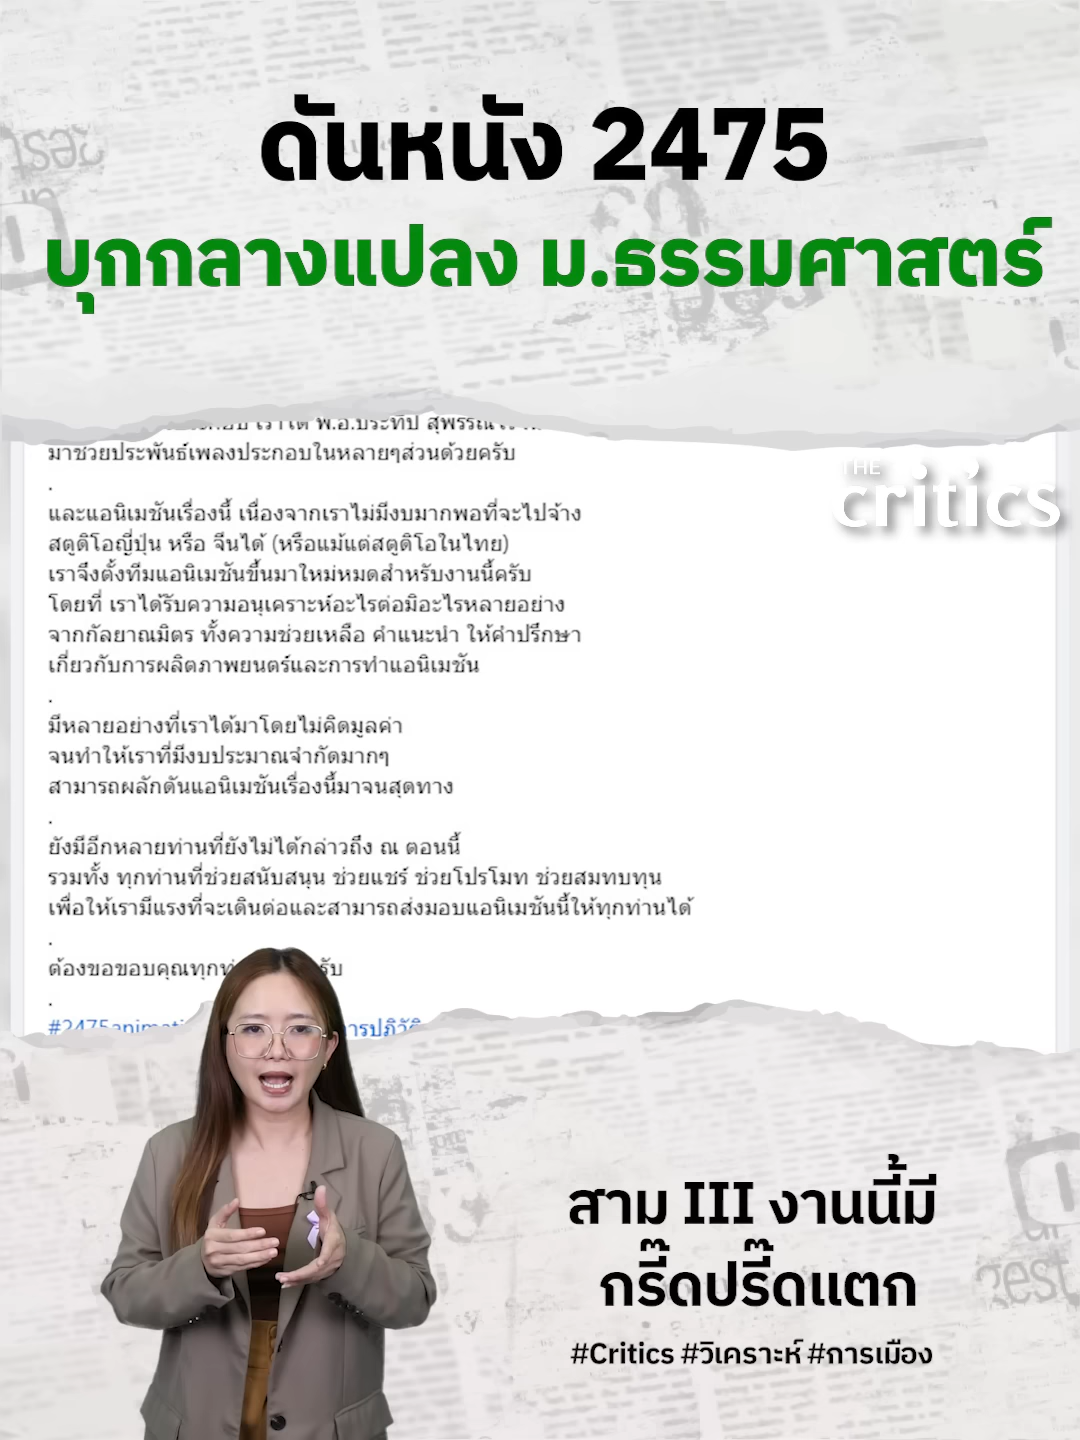 ดันหนัง 2475
บุกกลางแปลง ม.ธรรมศาสตร์
เราได้ พ.อ.ประทีป
มาช่วยประพันธ์เพลงประกอบในหลายๆส่วนด้วยครับ
.
THE
critics
และแอนิเมชันเรื่องนี้ เนื่องจากเราไม่มีงบมากพอที่จะไปจ้าง
สตูดิโอญี่ปุ่น หรือ จีนได้ (หรือแม้แต่สตูดิโอในไทย)
เราจึงตั้งทีมแอนิเมชันขึ้นมาใหม่หมดสำหรับงานนี้ครับ
โดยที่ เราได้รับความอนุเคราะห์อะไรต่อมิอะไรหลายอย่าง
จากกัลยาณมิตร ทั้งความช่วยเหลือ คำแนะนำ ให้คำปรึกษา
เกี่ยวกับการผลิตภาพยนตร์และการทำแอนิเมชัน
.
มีหลายอย่างที่เราได้มาโดยไม่คิดมูลค่า
จนทำให้เราที่มีงบประมาณจำกัดมากๆ
สามารถผลักดันแอนิเมชันเรื่องนี้มาจนสุดทาง
.
ยังมีอีกหลายท่านที่ยังไม่ได้กล่าวถึง ณ ตอนนี้
รวมทั้ง ทุกท่านที่ช่วยสนับสนุน ช่วยแชร์ ช่วยโปรโมท ช่วยสมทบทุน
เพื่อให้เรามีแรงที่จะเดินต่อและสามารถส่งมอบแอนิเมชันนี้ให้ทุกท่านได้
.
ต้องขอขอบคุณทุกท่ รับ
.
#2475animati ารปฏิวัติ
สาม III งานนี้มี
กรี๊ดปรี๊ดแตก
#Critics #วิเคราะห์ #การเมือง